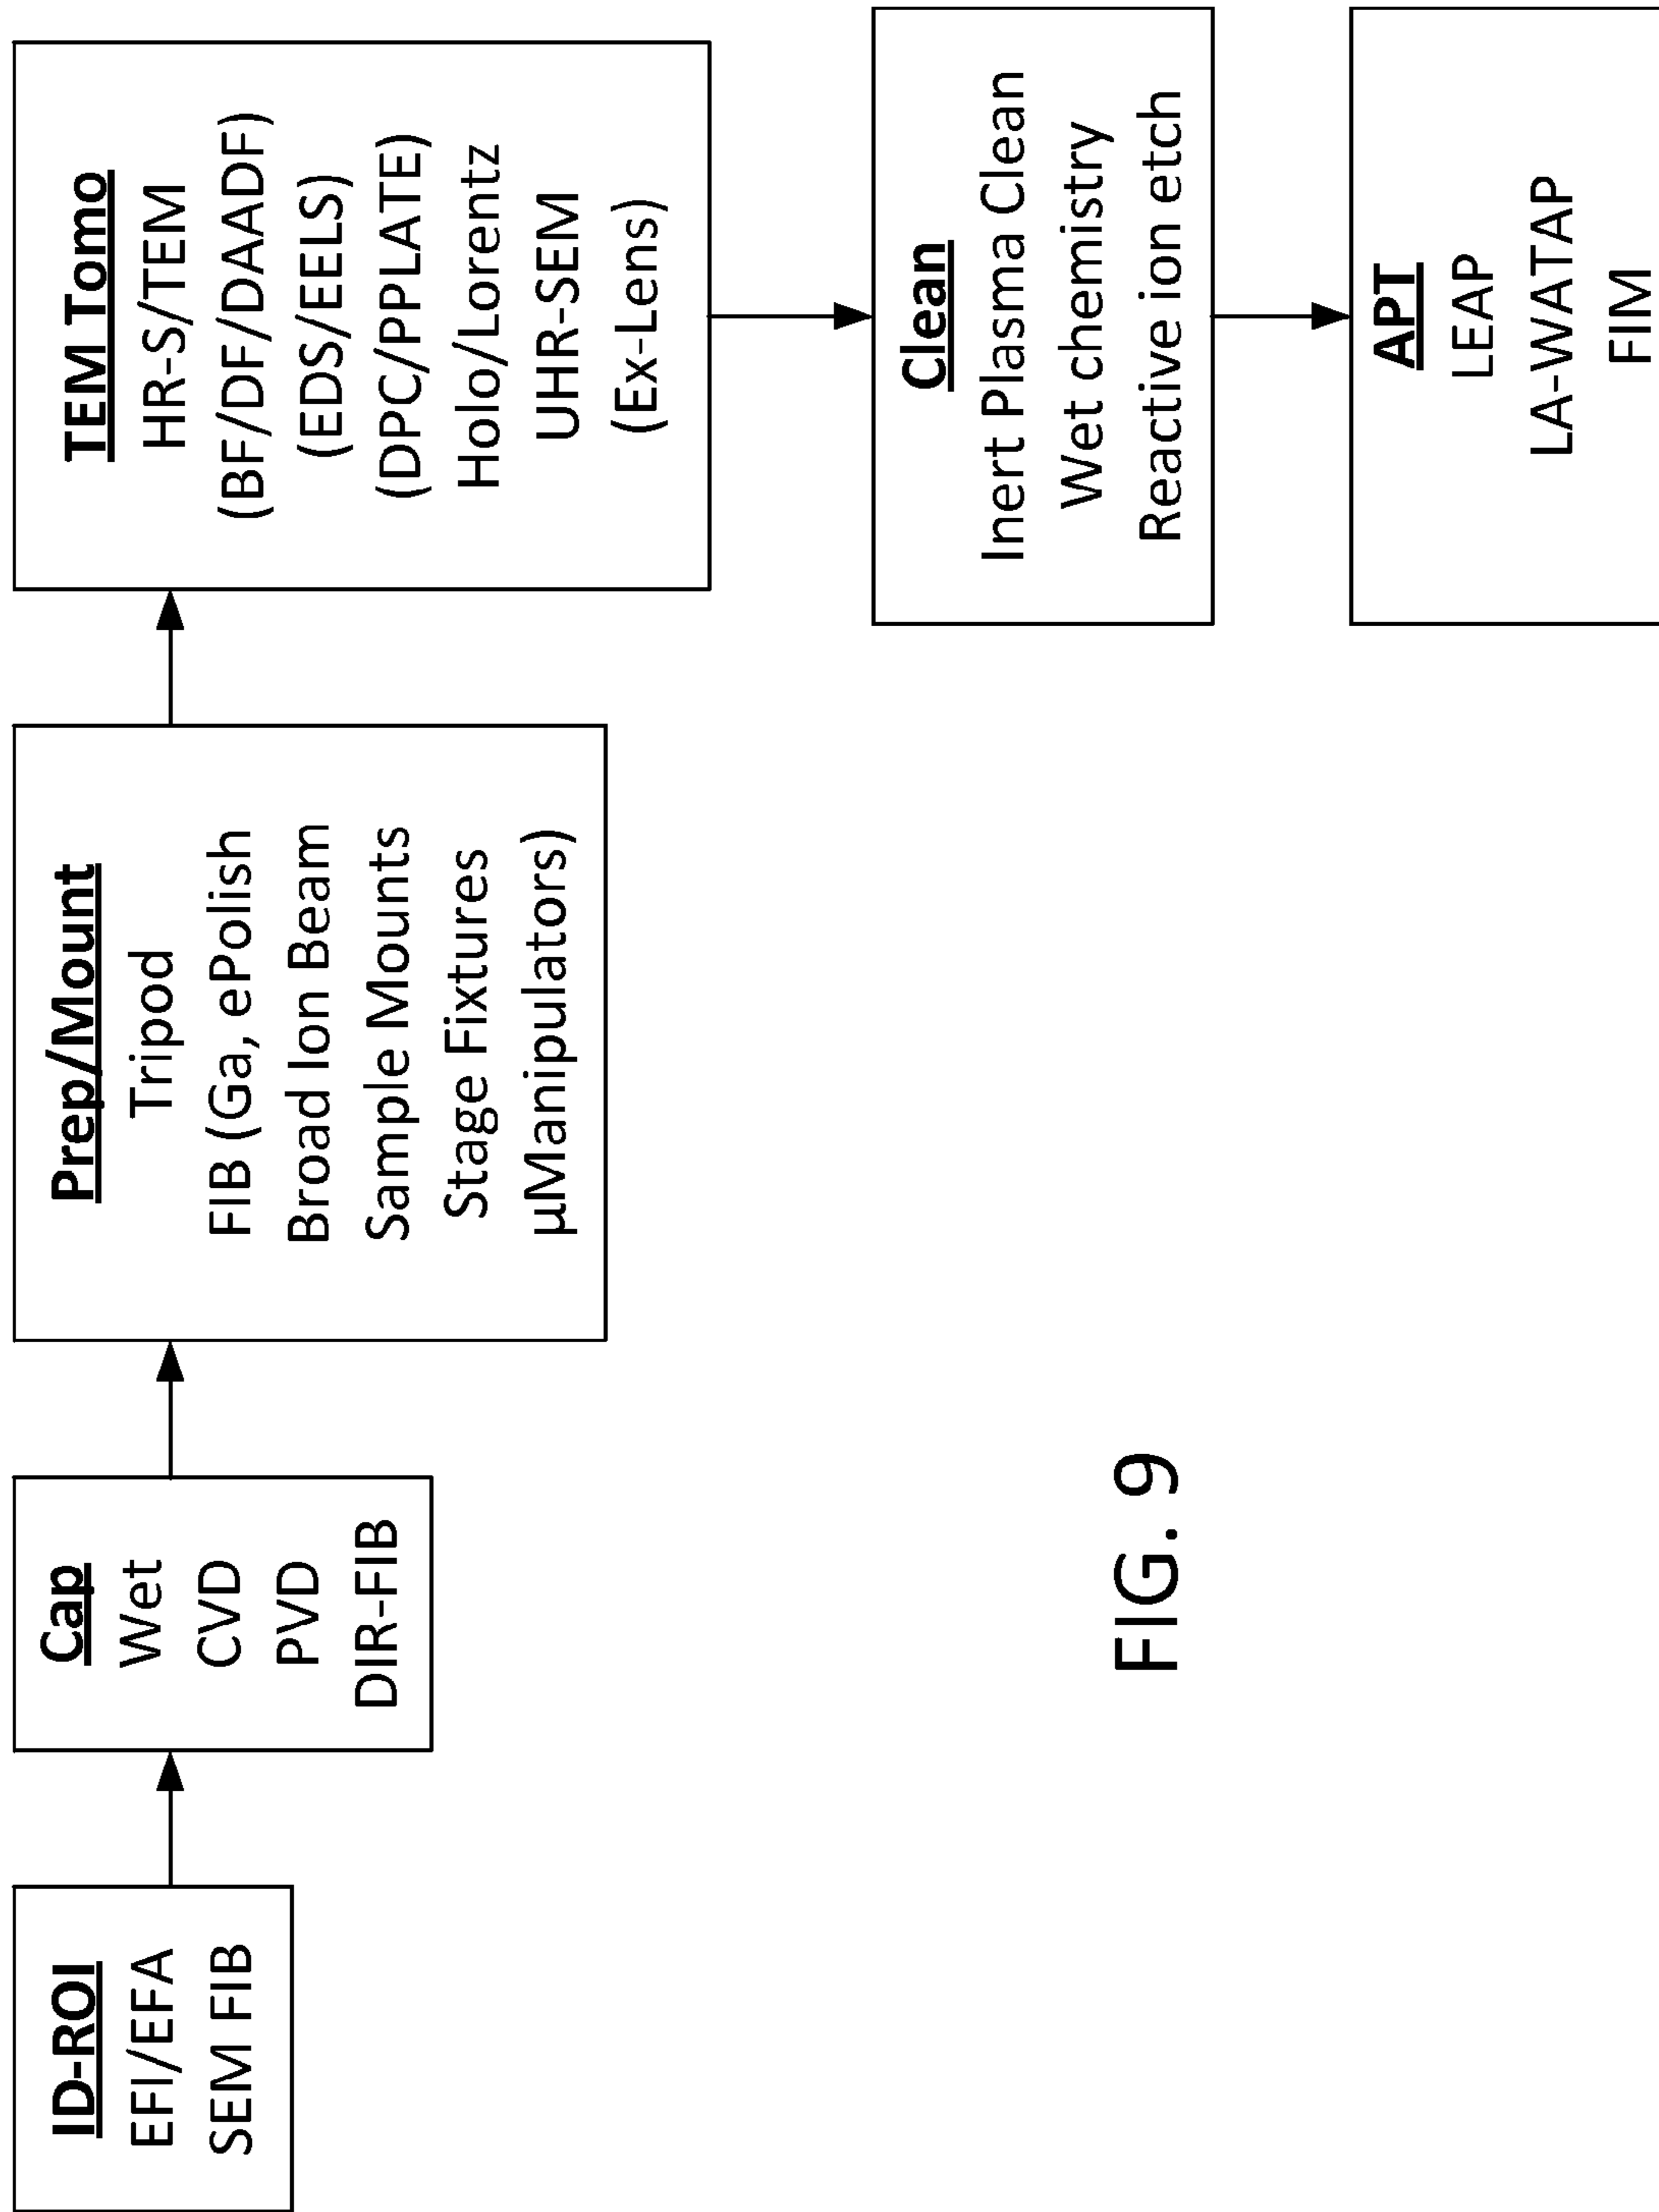 ID-ROI
EFI/EFA
SEM FIB
Cap
Wet
CVD
PVD
DIR-FIB
Prep/Mount
Tripod
FIB (Ga, ePolish
Broad Ion Beam
Sample Mounts
Stage Fixtures
µManipulators)
TEM Tomo
HR-S/TEM
(BF/DF/DAADF)
(EDS/EELS)
(DPC/PPLATE)
Holo/Lorentz
UHR-SEM
(Ex-Lens)
Clean
Inert Plasma Clean
Wet chemistry
Reactive ion etch
APT
LEAP
LA-WATAP
FIM
FIG. 9